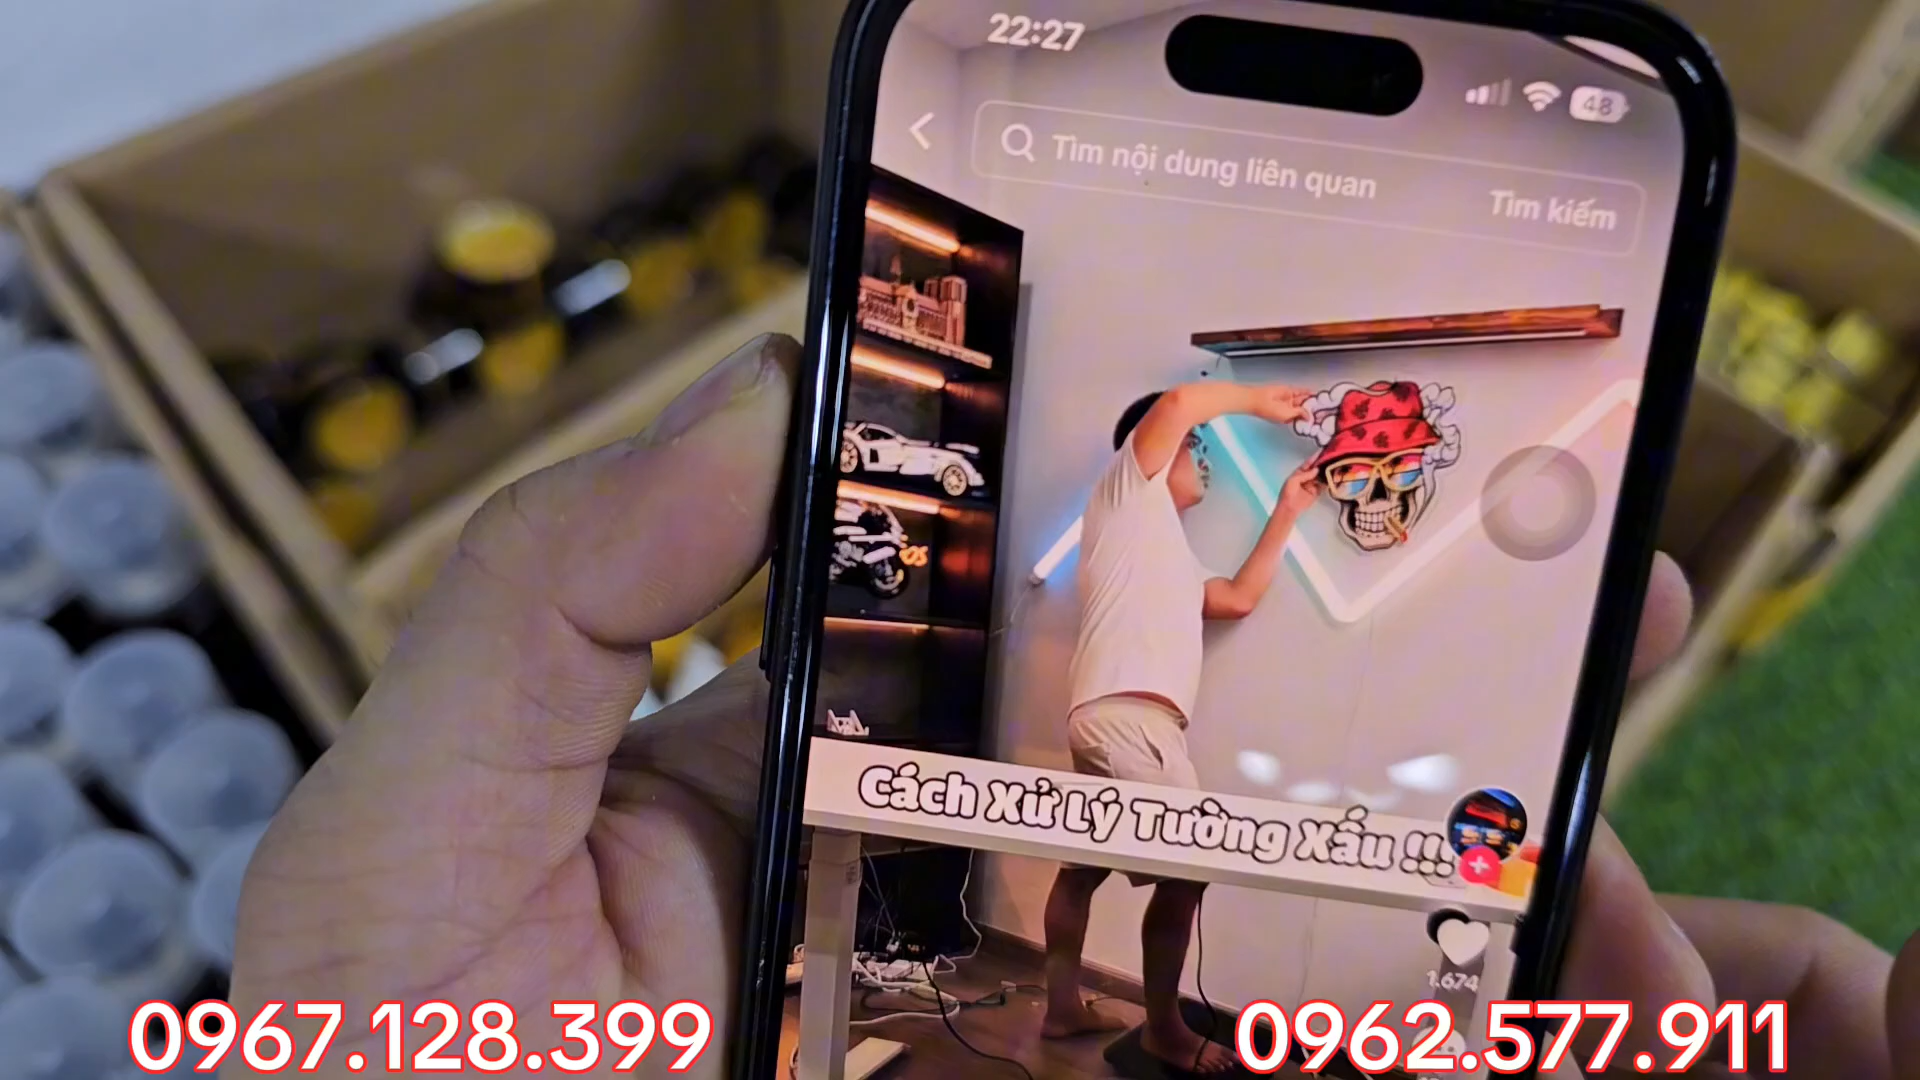 22:27
48
Tìm nội dung liên quan
Tìm kiếm
Cách Xử Lý Tường Xấu !!!
1.674
0967.128.399
0962.577.911